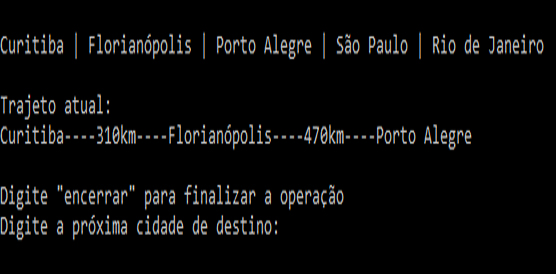 Curitiba | Florianópolis | Porto Alegre | São Paulo | Rio de Janeiro
Trajeto atual:
Curitiba----310km----Florianópolis----470km----Porto Alegre
Digite "encerrar" para finalizar a operação
Digite a próxima cidade de destino: